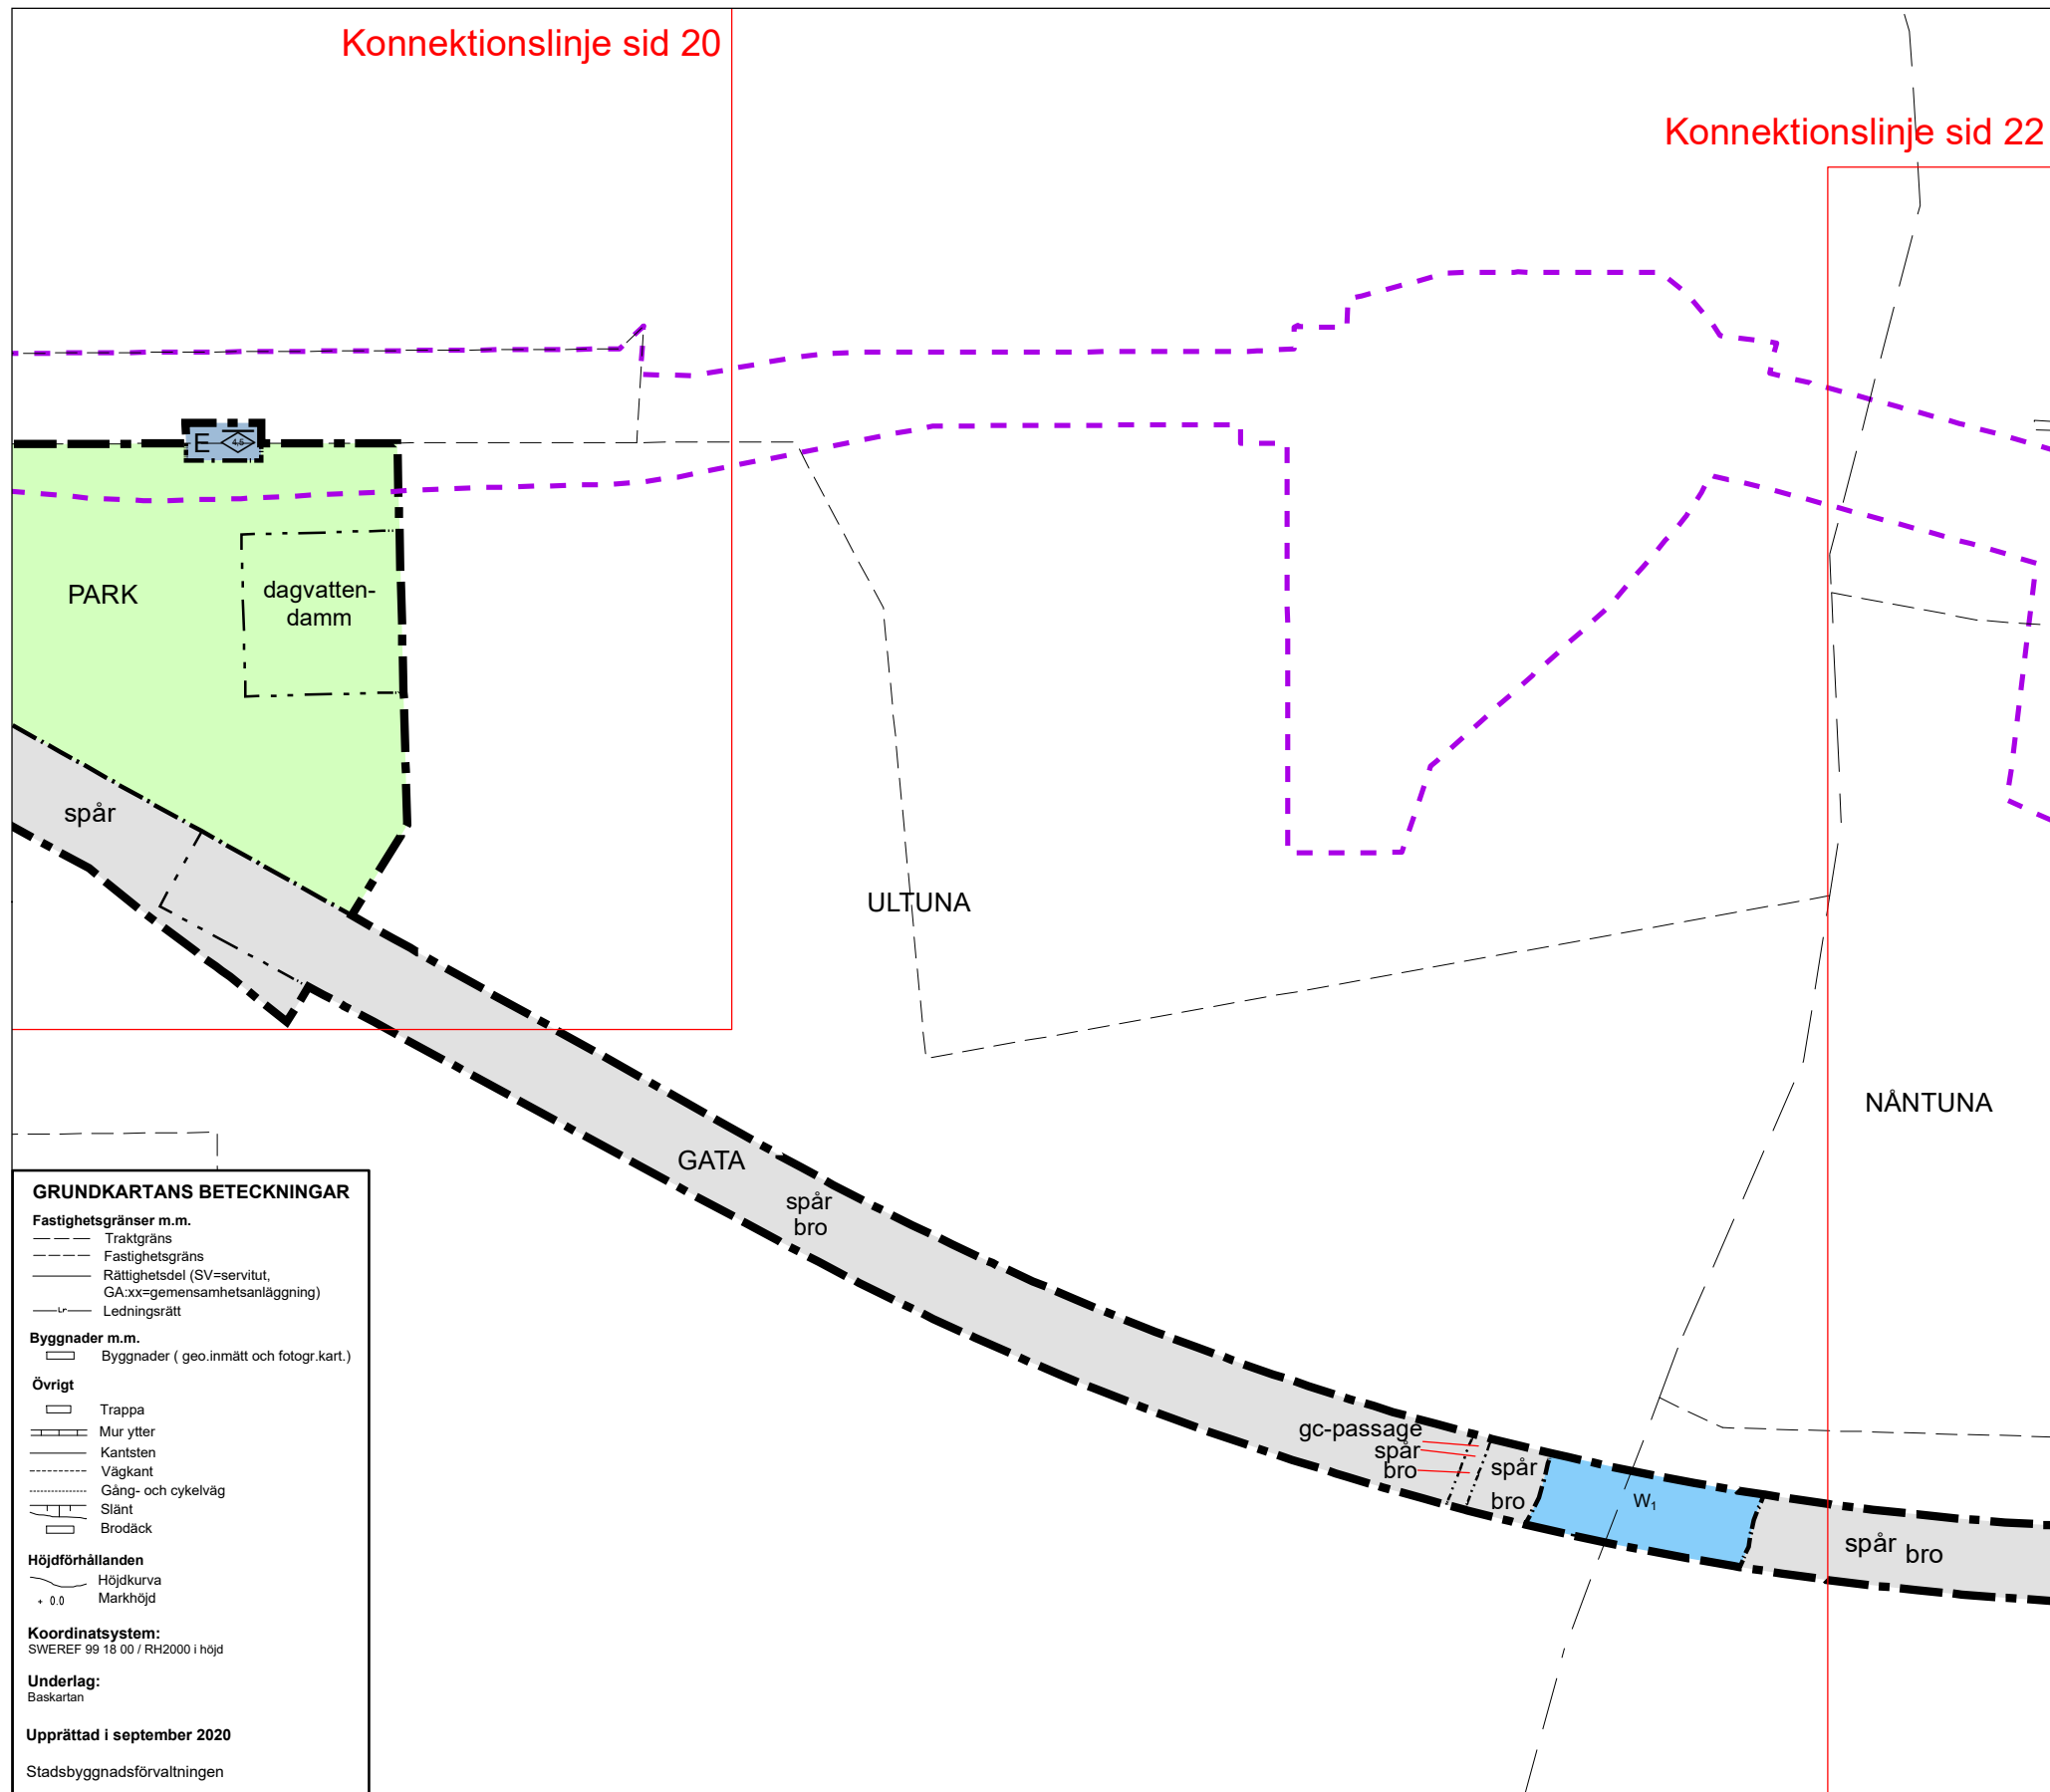 Konnektionslinje sid 20
Konnektionslinje sid 22
E
4,5
PARK
dagvatten-
damm
spår
ULTUNA
NÅNTUNA
GATA
spår
bro
gc-passage
spår
bro
spår
bro
W₁
spår
bro
GRUNDKARTANS BETECKNINGAR
Fastighetsgränser m.m.
Traktgräns
Fastighetsgräns
Rättighetsdel (SV=servitut,
GA:xx=gemensamhetsanläggning)
Lr
Ledningsrätt
Byggnader m.m.
Byggnader ( geo.inmätt och fotogr.kart.)
Övrigt
Trappa
Mur ytter
Kantsten
Vägkant
Gång- och cykelväg
Slänt
Brodäck
Höjdförhållanden
Höjdkurva
+ 0.0 Markhöjd
Koordinatsystem:
SWEREF 99 18 00 / RH2000 i höjd
Underlag:
Baskartan
Upprättad i september 2020
Stadsbyggnadsförvaltningen